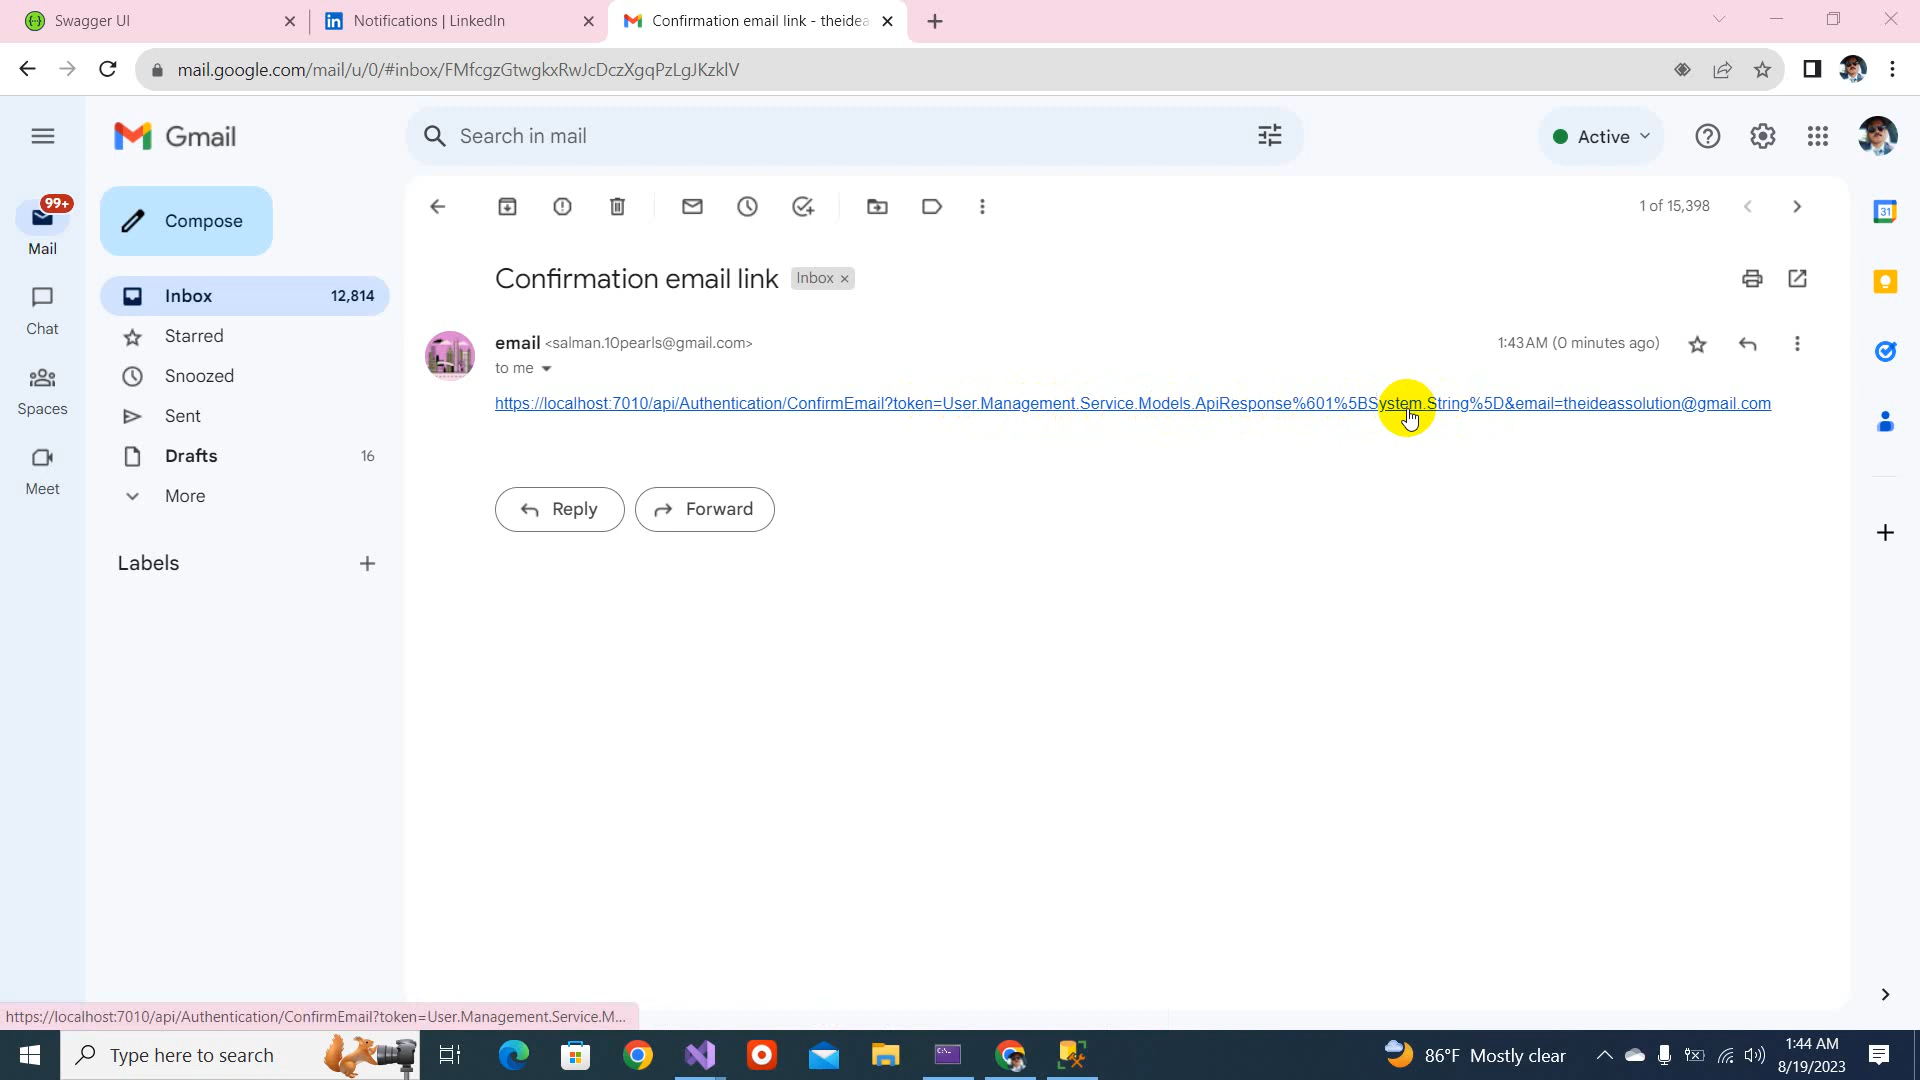 Swagger UI
Notifications | LinkedIn
Confirmation email link - theidea
mail.google.com/mail/u/0/#inbox/FMfcgzGtwgkxRwJcDczXgqPzLgJKzklV
Gmail
Search in mail
Active
99+
Mail
Compose
1 of 15,398
31
Confirmation email link
Inbox ×
Inbox 12,814
Chat
Starred
email <salman.10pearls@gmail.com>
1:43 AM (0 minutes ago)
to me
Snoozed
Spaces
Sent
https://localhost:7010/api/Authentication/ConfirmEmail?token=User.Management.Service.Models.ApiResponse%601%5BSystem.String%5D&email=theideassolution@gmail.com
Drafts 16
Meet
More
Reply
Forward
Labels
https://localhost:7010/api/Authentication/ConfirmEmail?token=User.Management.Service.M...
Type here to search
86°F Mostly clear
1:44 AM
8/19/2023